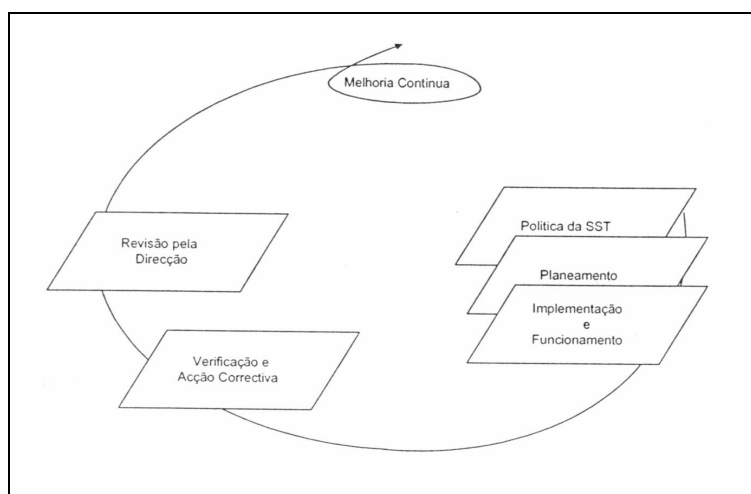 Melhoria Continua
Politica da SST
Planeamento
Implementação
e
Funcionamento
Verificação e
Acção Correctiva
Revisão pela
Direcção